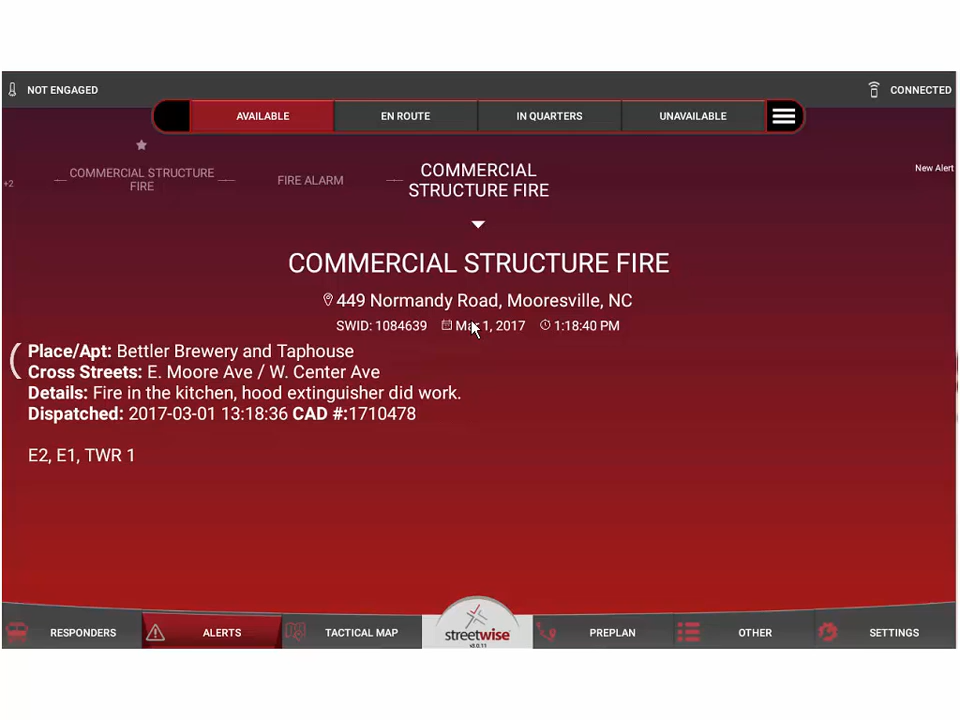 NOT ENGAGED
CONNECTED
AVAILABLE
EN ROUTE
IN QUARTERS
UNAVAILABLE
+2
COMMERCIAL STRUCTURE
FIRE
FIRE ALARM
COMMERCIAL
STRUCTURE FIRE
New Alert
COMMERCIAL STRUCTURE FIRE
449 Normandy Road, Mooresville, NC
SWID: 1084639 Mar 1, 2017 1:18:40 PM
Place/Apt: Bettler Brewery and Taphouse
Cross Streets: E. Moore Ave / W. Center Ave
Details: Fire in the kitchen, hood extinguisher did work.
Dispatched: 2017-03-01 13:18:36 CAD #:1710478
E2, E1, TWR 1
RESPONDERS
ALERTS
TACTICAL MAP
streetwise
v3.0.11
PREPLAN
OTHER
SETTINGS